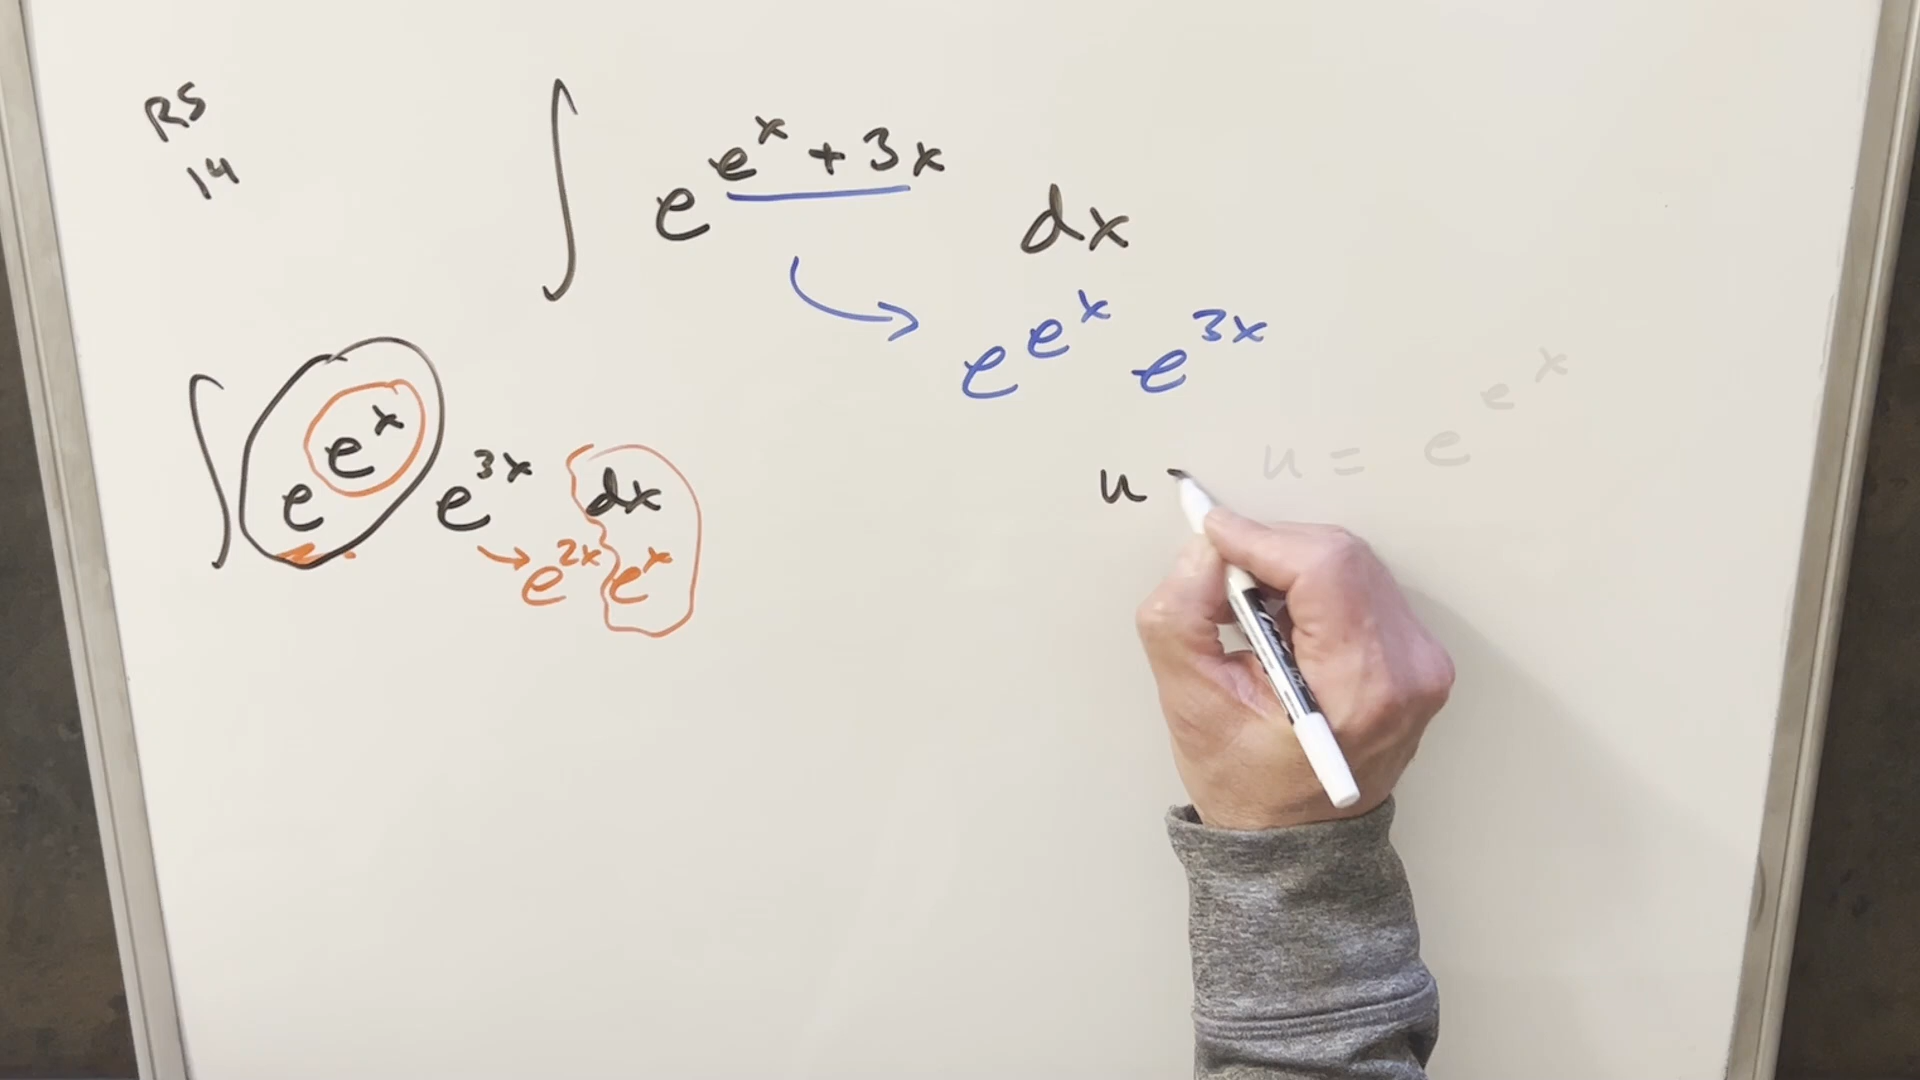 RS
14
∫ e^{e^x + 3x} dx
e^{e^x} e^{3x}
∫ e^{e^x} e^{3x} dx
e^{2x} e^x
u =
u = e^{e^x}